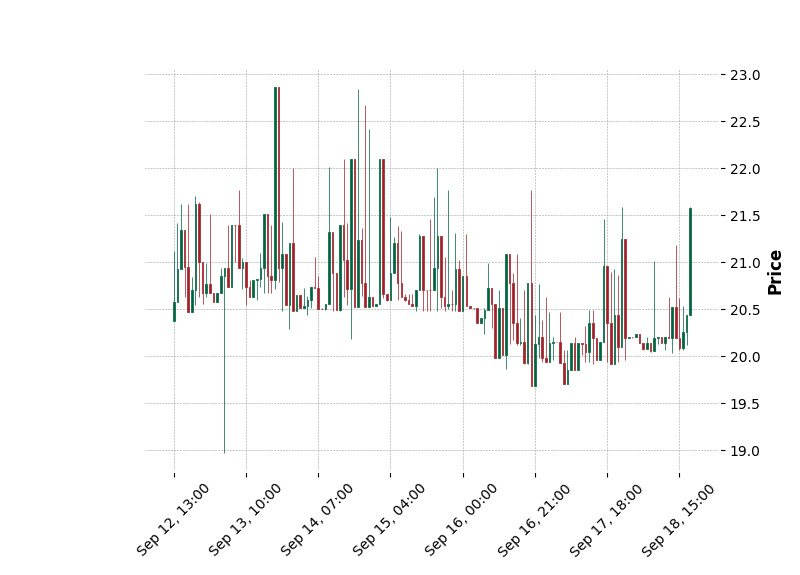 23.0
22.5
22.0
21.5
21.0
20.5
20.0
19.5
19.0
Price
Sep 12, 13:00
Sep 13, 10:00
Sep 14, 07:00
Sep 15, 04:00
Sep 16, 00:00
Sep 16, 21:00
Sep 17, 18:00
Sep 18, 15:00